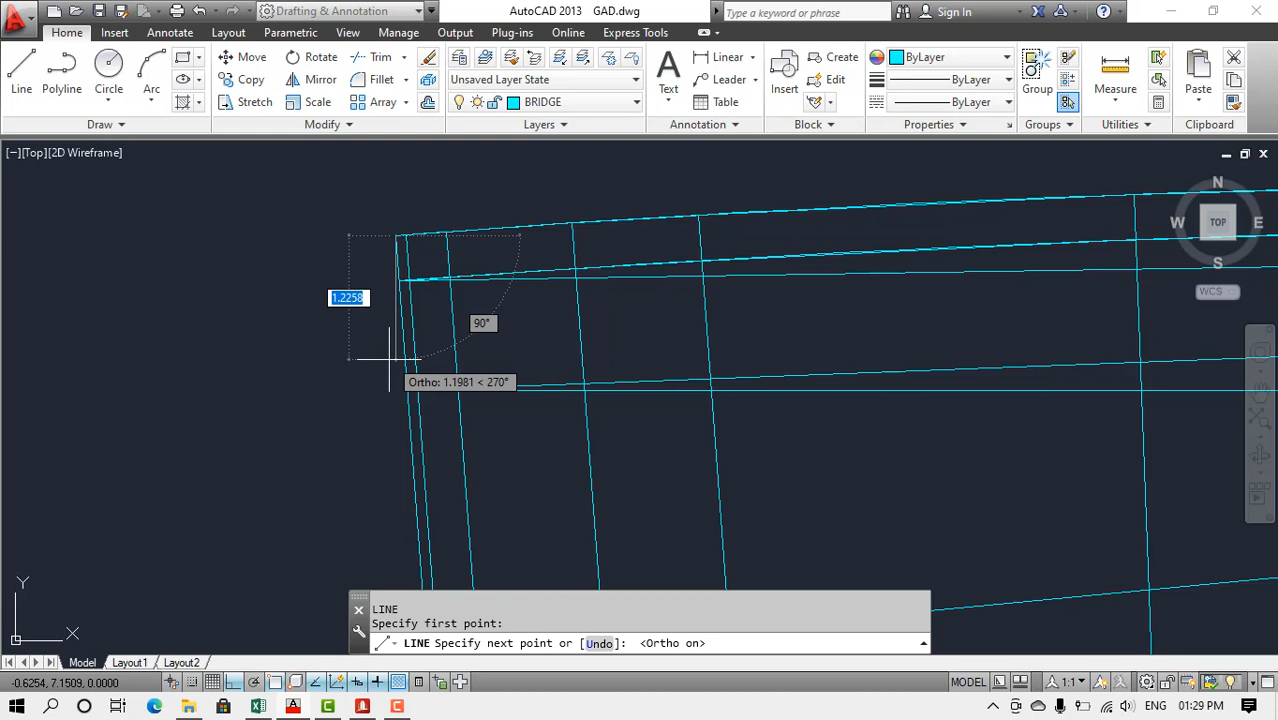 Drafting & Annotation
AutoCAD 2013 GAD.dwg
Type a keyword or phrase
Sign In
Home Insert Annotate Layout Parametric View Manage Output Plug-ins Online Express Tools
Line Polyline Circle Arc
Move Rotate Trim
Copy Mirror Fillet
Stretch Scale Array
Unsaved Layer State
BRIDGE
Text
Linear
Leader
Table
Insert
Create
Edit
ByLayer
ByLayer
ByLayer
Group
Measure
Paste
Draw Modify Layers Annotation Block Properties Groups Utilities Clipboard
[−][Top][2D Wireframe]
N
W TOP E
S
WCS
1.2258
90°
Ortho: 1.1981 < 270°
Y
X
LINE
Specify first point:
LINE Specify next point or [Undo]: <Ortho on>
Model Layout1 Layout2
-0.6254, 7.1509, 0.0000
MODEL
1:1
ENG 01:29 PM